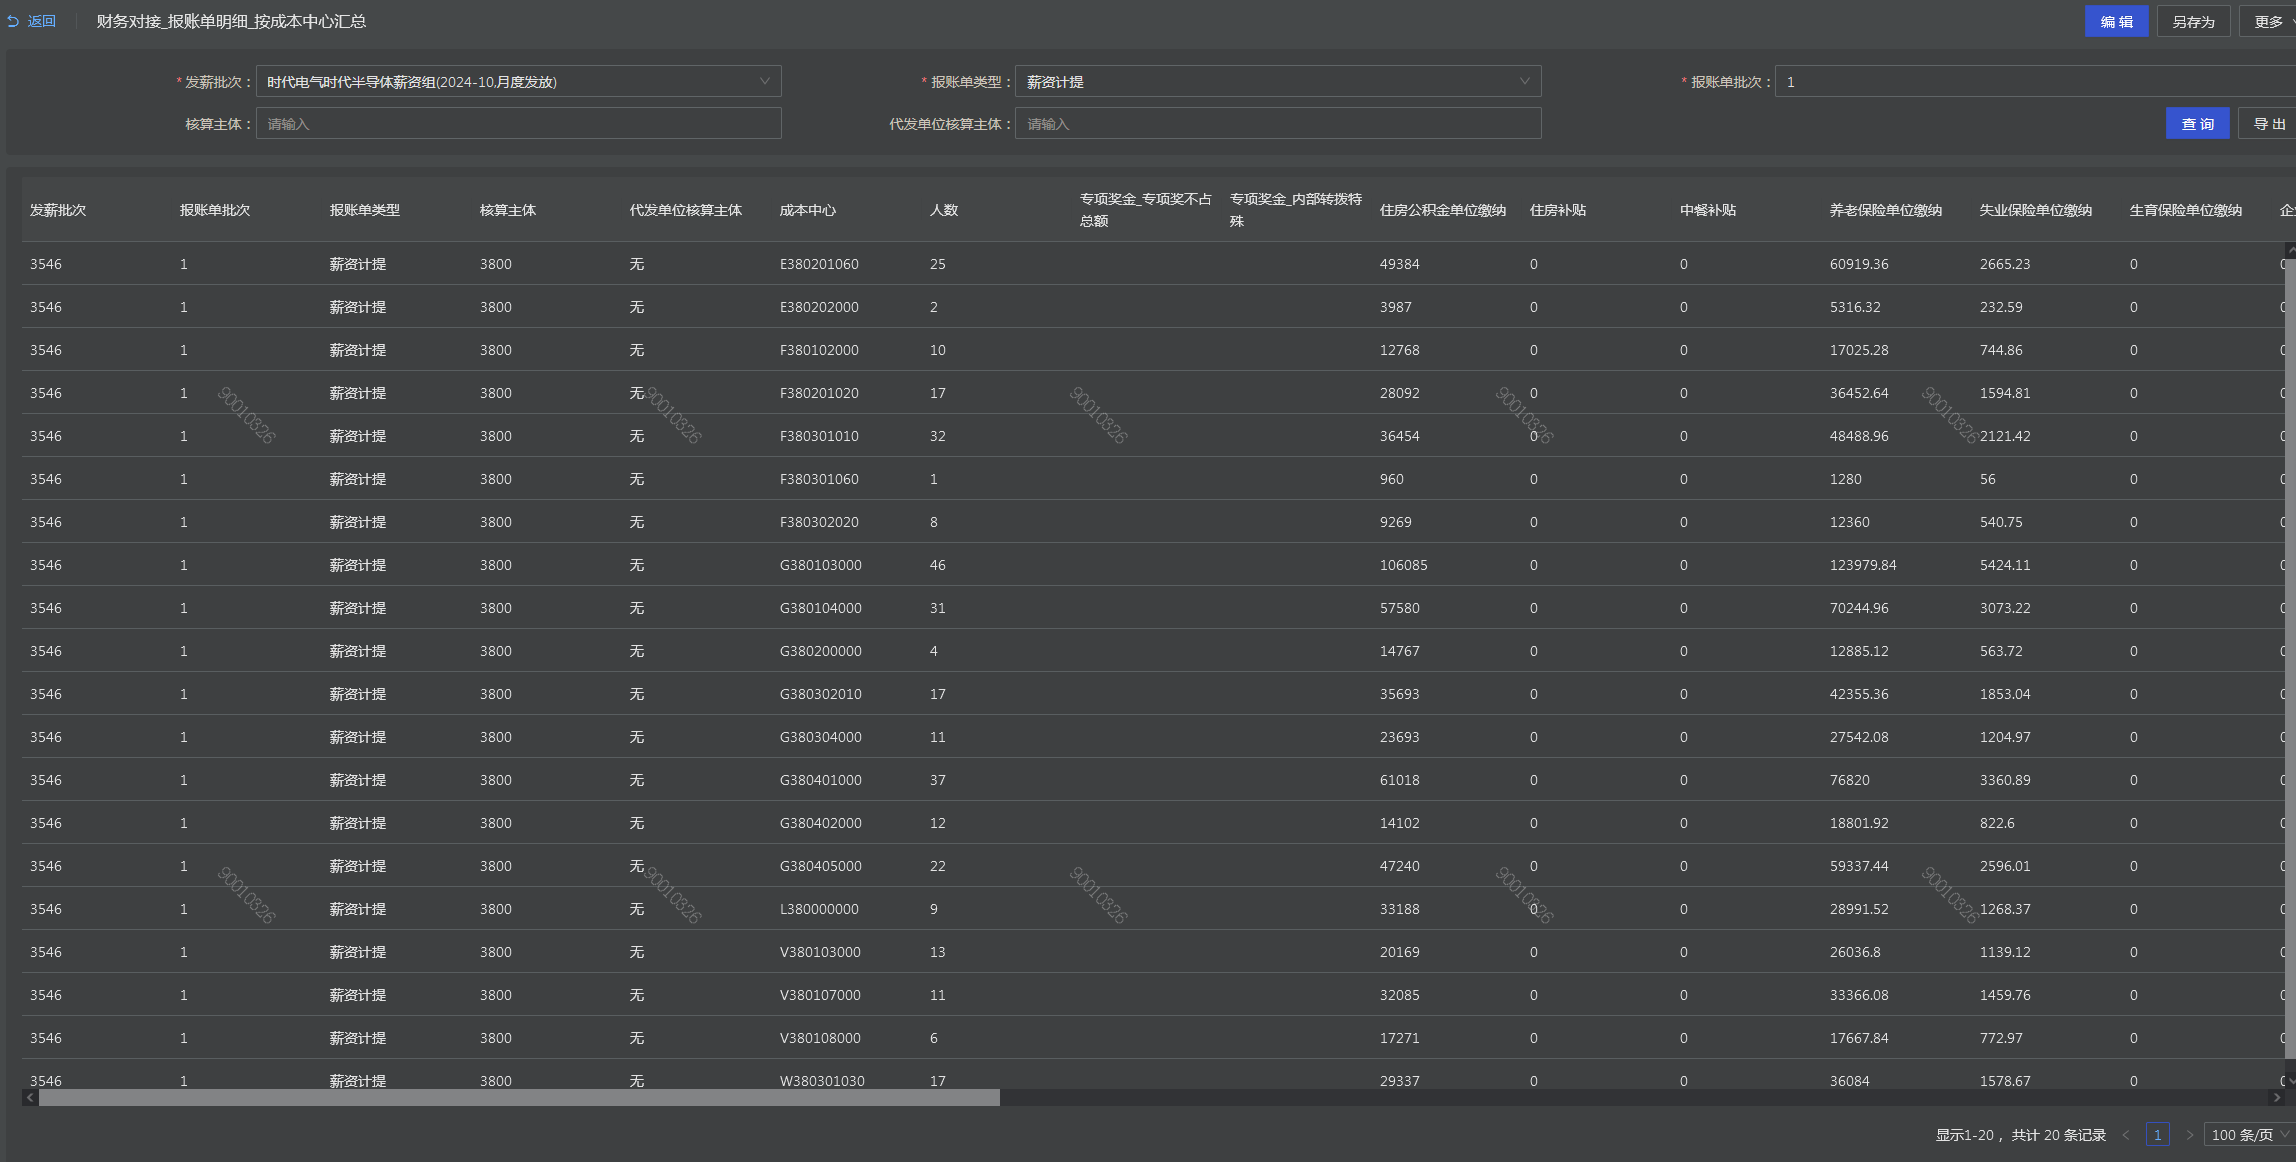 返回 财务对接_报账单明细_按成本中心汇总 编 辑 另存为 更多
* 发薪批次： 时代电气时代半导体薪资组(2024-10,月度发放) * 报账单类型： 薪资计提 * 报账单批次： 1
核算主体： 请输入 代发单位核算主体： 请输入 查 询 导 出
发薪批次 报账单批次 报账单类型 核算主体 代发单位核算主体 成本中心 人数 专项奖金_专项奖不占总额 专项奖金_内部转拨特殊 住房公积金单位缴纳 住房补贴 中餐补贴 养老保险单位缴纳 失业保险单位缴纳 生育保险单位缴纳
3546 1 薪资计提 3800 无 E380201060 25 49384 0 0 60919.36 2665.23 0
3546 1 薪资计提 3800 无 E380202000 2 3987 0 0 5316.32 232.59 0
3546 1 薪资计提 3800 无 F380102000 10 12768 0 0 17025.28 744.86 0
3546 1 薪资计提 3800 无 F380201020 17 28092 0 0 36452.64 1594.81 0
90010326 90010326 90010326 90010326 90010326
3546 1 薪资计提 3800 无 F380301010 32 36454 0 0 48488.96 2121.42 0
3546 1 薪资计提 3800 无 F380301060 1 960 0 0 1280 56 0
3546 1 薪资计提 3800 无 F380302020 8 9269 0 0 12360 540.75 0
3546 1 薪资计提 3800 无 G380103000 46 106085 0 0 123979.84 5424.11 0
3546 1 薪资计提 3800 无 G380104000 31 57580 0 0 70244.96 3073.22 0
3546 1 薪资计提 3800 无 G380200000 4 14767 0 0 12885.12 563.72 0
3546 1 薪资计提 3800 无 G380302010 17 35693 0 0 42355.36 1853.04 0
3546 1 薪资计提 3800 无 G380304000 11 23693 0 0 27542.08 1204.97 0
3546 1 薪资计提 3800 无 G380401000 37 61018 0 0 76820 3360.89 0
3546 1 薪资计提 3800 无 G380402000 12 14102 0 0 18801.92 822.6 0
3546 1 薪资计提 3800 无 G380405000 22 47240 0 0 59337.44 2596.01 0
90010326 90010326 90010326 90010326 90010326
3546 1 薪资计提 3800 无 L380000000 9 33188 0 0 28991.52 1268.37 0
3546 1 薪资计提 3800 无 V380103000 13 20169 0 0 26036.8 1139.12 0
3546 1 薪资计提 3800 无 V380107000 11 32085 0 0 33366.08 1459.76 0
3546 1 薪资计提 3800 无 V380108000 6 17271 0 0 17667.84 772.97 0
3546 1 薪资计提 3800 无 W380301030 17 29337 0 0 36084 1578.67 0
显示1-20， 共计 20 条记录 < 1 > 100 条/页